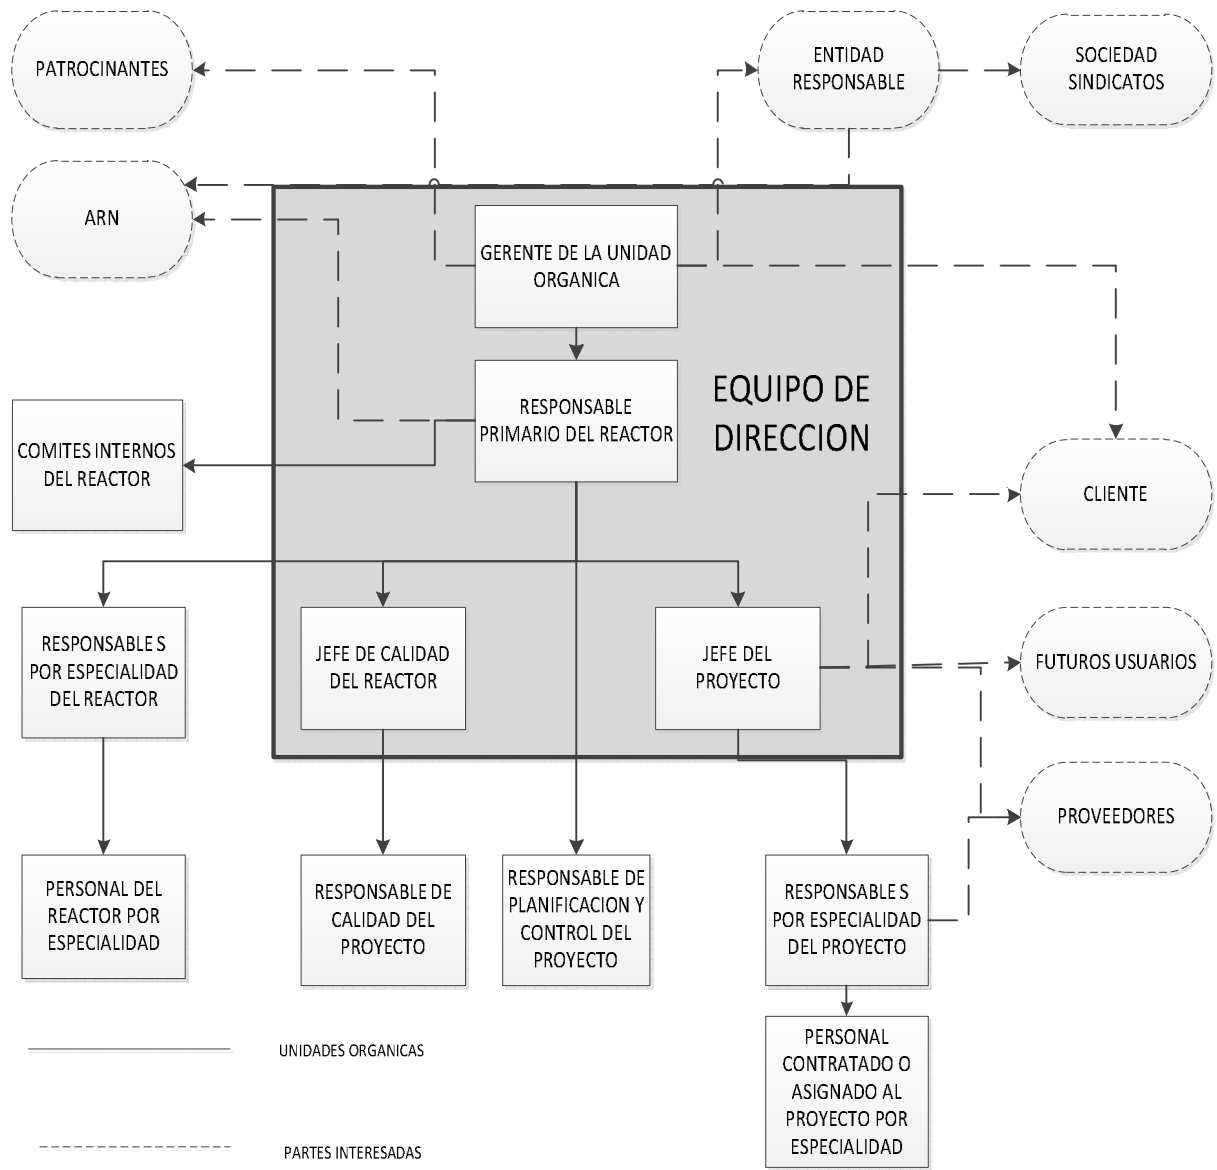 PATROCINANTES
ENTIDAD
RESPONSABLE
SOCIEDAD
SINDICATOS
ARN
GERENTE DE LA UNIDAD
ORGANICA
EQUIPO DE
DIRECCION
RESPONSABLE
PRIMARIO DEL REACTOR
COMITES INTERNOS
DEL REACTOR
CLIENTE
RESPONSABLE S
POR ESPECIALIDAD
DEL REACTOR
JEFE DE CALIDAD
DEL REACTOR
JEFE DEL
PROYECTO
FUTUROS USUARIOS
PROVEEDORES
PERSONAL DEL
REACTOR POR
ESPECIALIDAD
RESPONSABLE DE
CALIDAD DEL
PROYECTO
RESPONSABLE DE
PLANIFICACION Y
CONTROL DEL
PROYECTO
RESPONSABLE S
POR ESPECIALIDAD
DEL PROYECTO
PERSONAL
CONTRATADO O
ASIGNADO AL
PROYECTO POR
ESPECIALIDAD
UNIDADES ORGANICAS
PARTES INTERESADAS